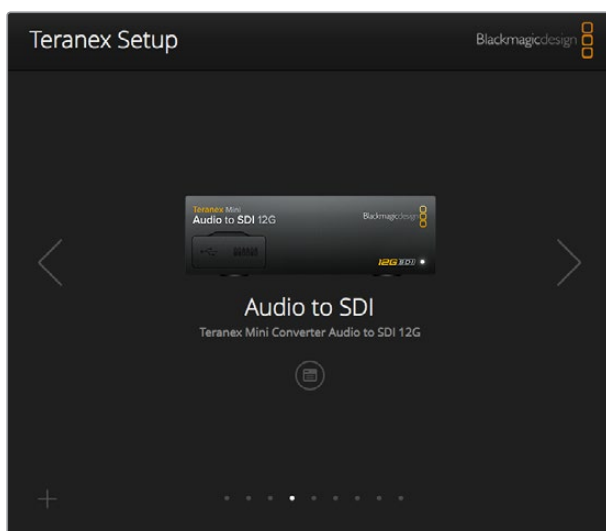 Teranex Setup
Blackmagicdesign
Teranex Mini
Audio to SDI 12G
Blackmagicdesign
12G SDI
Audio to SDI
Teranex Mini Converter Audio to SDI 12G